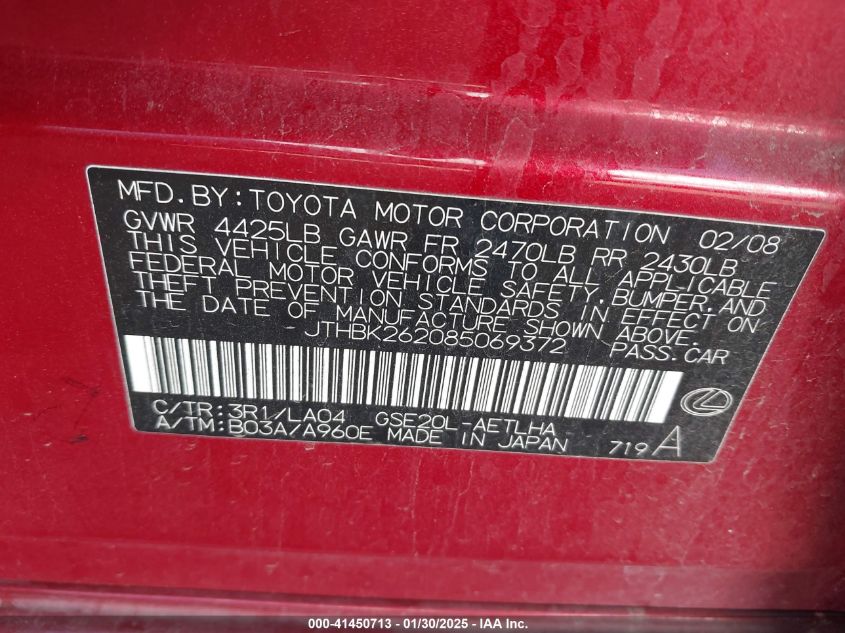 MFD. BY: TOYOTA MOTOR CORPORATION 02/08
GVWR 4425LB GAWR FR 2470LB RR 2430LB
THIS VEHICLE CONFORMS TO ALL APPLICABLE
FEDERAL MOTOR VEHICLE SAFETY, BUMPER, AND
THEFT PREVENTION STANDARDS IN EFFECT ON
THE DATE OF MANUFACTURE SHOWN ABOVE.
JTHBK262085069372 PASS. CAR
C/TR: 3R1/LA04 GSE20L-AETLHA
A/TM: B03A/A960E MADE IN JAPAN 719 A
000-41450713 - 01/30/2025 - IAAI - Copart, Inc.